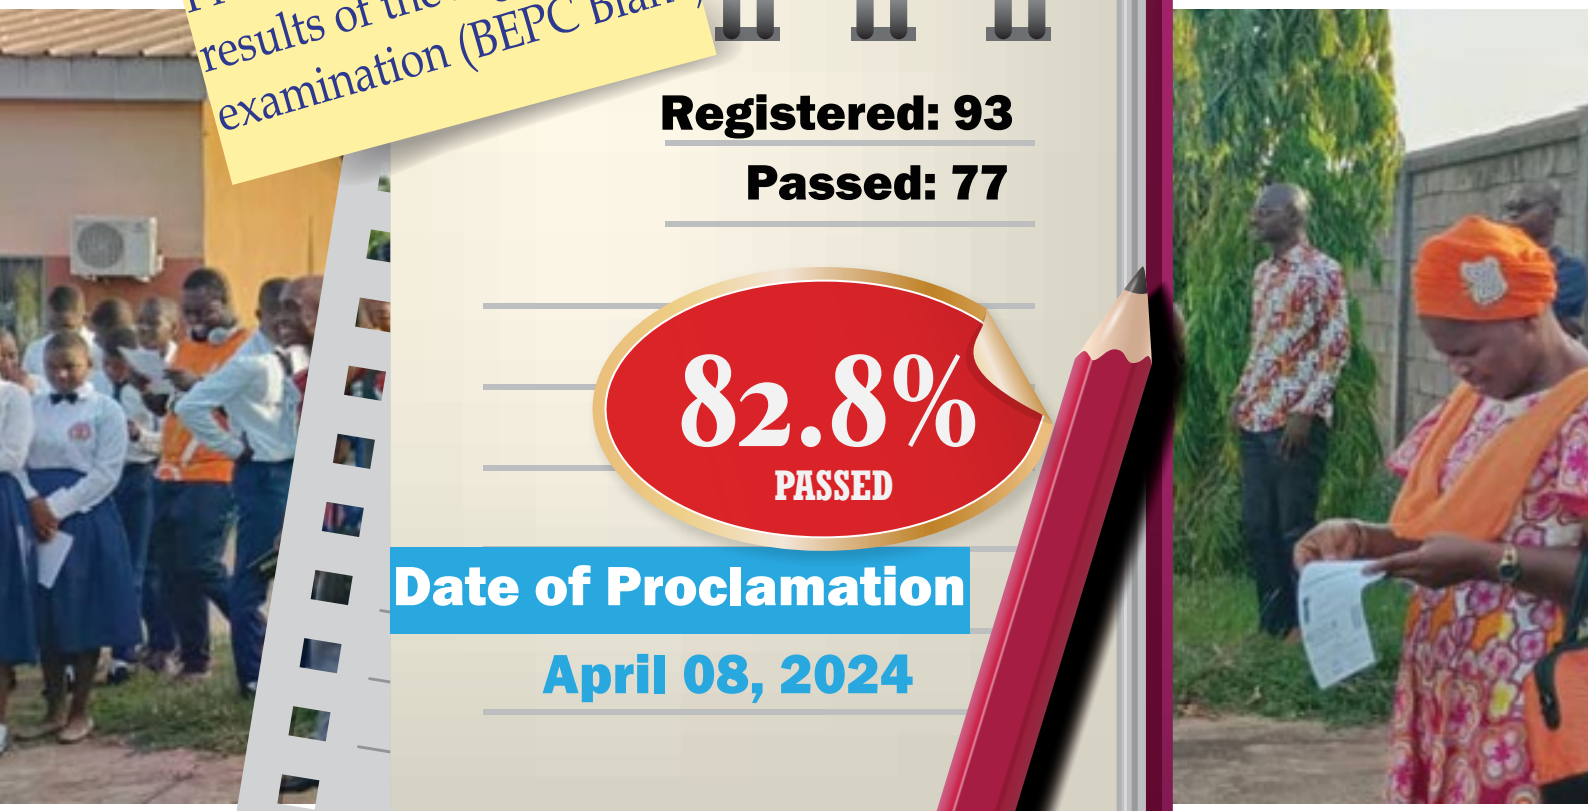 results of the
examination (BEPC
Registered: 93
Passed: 77
82.8%
PASSED
Date of Proclamation
April 08, 2024